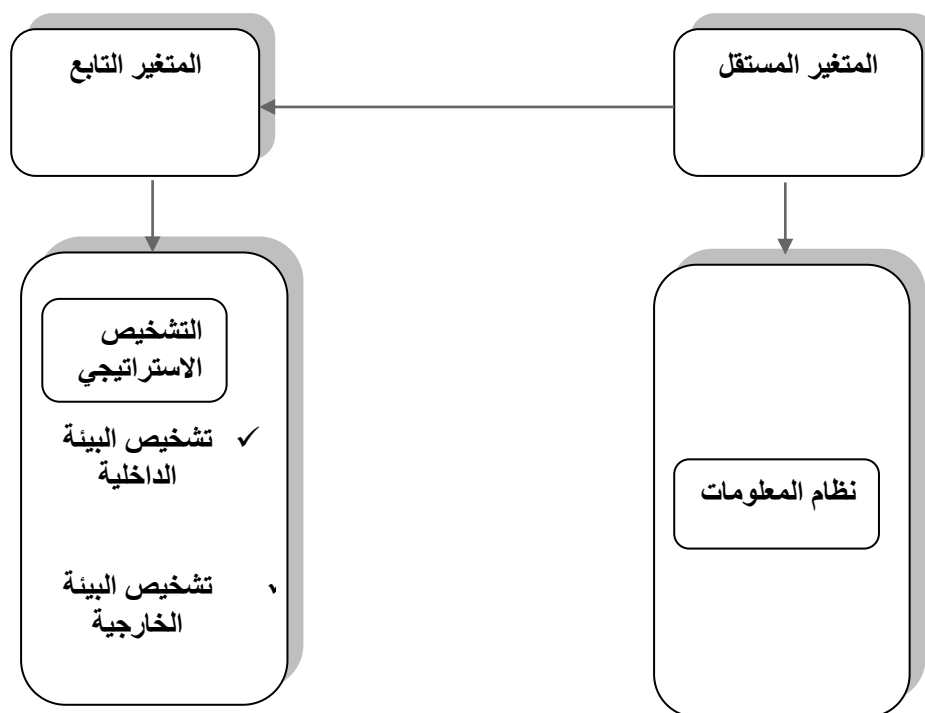 المتغير المستقل
المتغير التابع
نظام المعلومات
التشخيص
الاستراتيجي
✓ تشخيص البيئة
الداخلية
✓ تشخيص البيئة
الخارجية